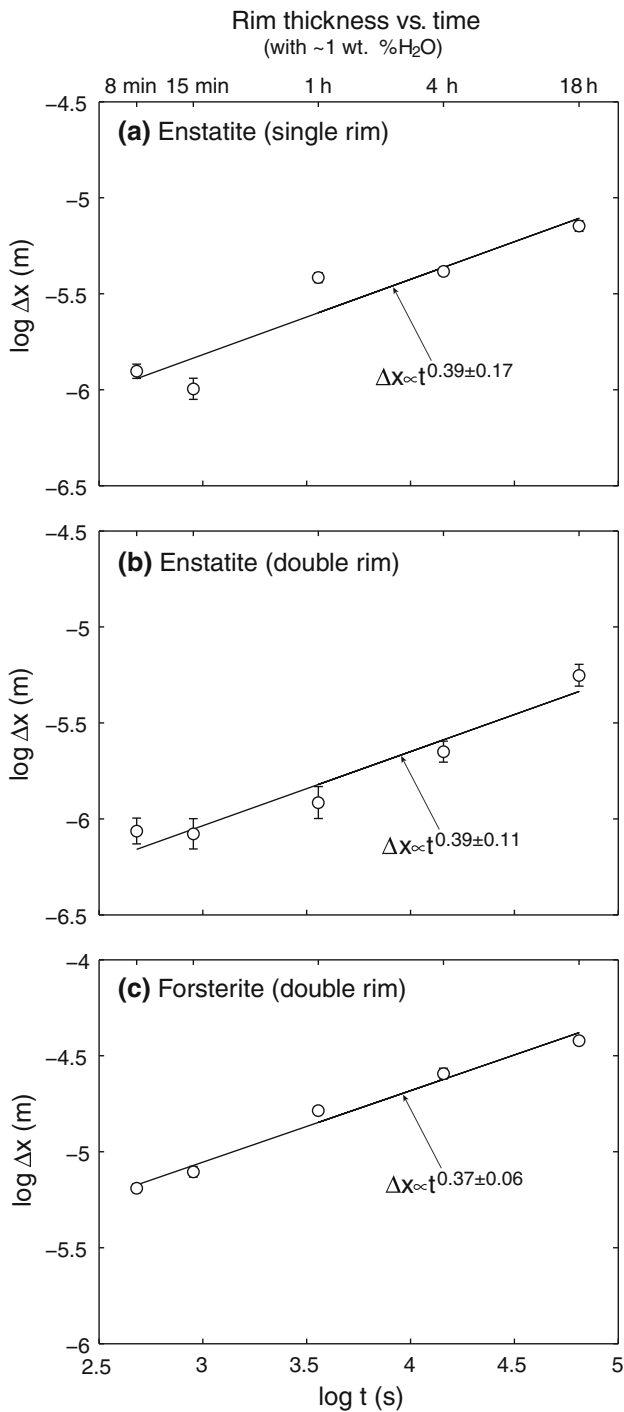 Rim thickness vs. time
(with ~1 wt. %H₂O)
8 min 15 min 1 h 4 h 18 h
(a) Enstatite (single rim)
-4.5
-5
-5.5
-6
-6.5
log Δx (m)
Δx∝t^0.39±0.17
(b) Enstatite (double rim)
-4.5
-5
-5.5
-6
-6.5
log Δx (m)
Δx∝t^0.39±0.11
(c) Forsterite (double rim)
-4
-4.5
-5
-5.5
-6
log Δx (m)
Δx∝t^0.37±0.06
2.5 3 3.5 4 4.5 5
log t (s)